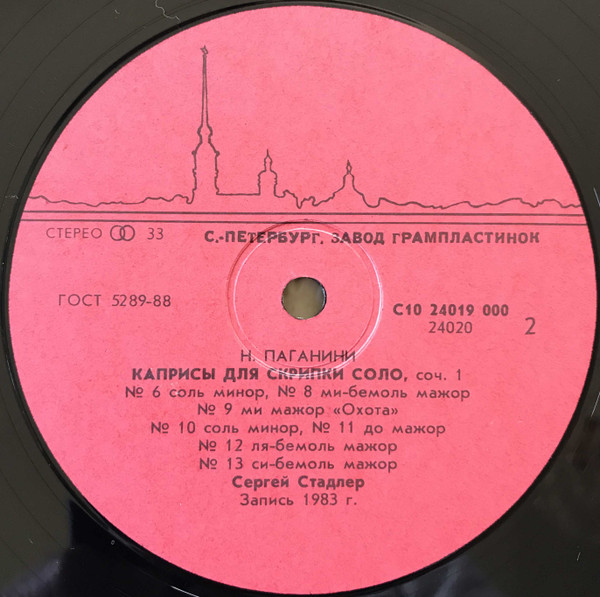 СТЕРЕО 33 С.-ПЕТЕРБУРГ. ЗАВОД ГРАМПЛАСТИНОК
ГОСТ 5289-88
С10 24019 000
24020
2
Н. ПАГАНИНИ
КАПРИСЫ ДЛЯ СКРИПКИ СОЛО, соч. 1
№ 6 соль минор, № 8 ми-бемоль мажор
№ 9 ми мажор «Охота»
№ 10 соль минор, № 11 до мажор
№ 12 ля-бемоль мажор
№ 13 си-бемоль мажор
Сергей Стадлер
Запись 1983 г.